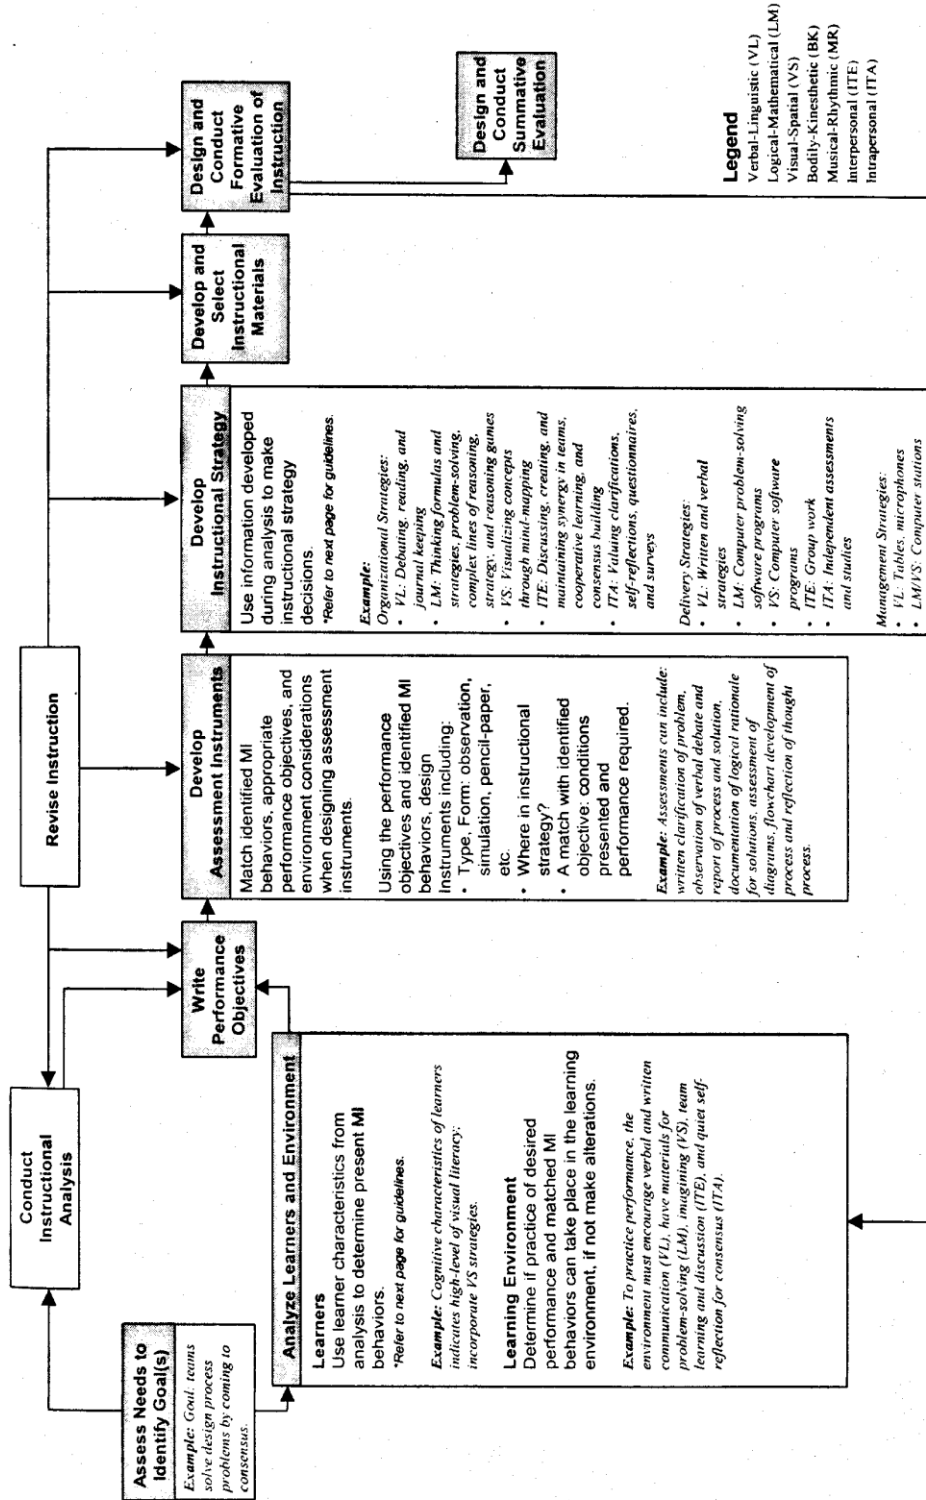 Assess Needs to
Identify Goal(s)
Example: Goal: teams
solve design process
problems by coming to
consensus.
Conduct
Instructional
Analysis
Analyze Learners and Environment
Learners
Use learner characteristics from
analysis to determine present MI
behaviors.
*Refer to next page for guidelines.
Example: Cognitive characteristics of learners
indicates high-level of visual literacy;
incorporate VS strategies.
Learning Environment
Determine if practice of desired
performance and matched MI
behaviors can take place in the learning
environment, if not make alterations.
Example: To practice performance, the
environment must encourage verbal and written
communication (VL), have materials for
problem-solving (LM), imagining (VS), team
learning and discussion (ITE), and quiet self-
reflection for consensus (ITA).
Write
Performance
Objectives
Revise Instruction
Develop
Assessment Instruments
Match identified MI
behaviors, appropriate
performance objectives, and
environment considerations
when designing assessment
instruments.
Using the performance
objectives and identified MI
behaviors, design
Instruments including:
• Type, Form: observation,
simulation, pencil-paper,
etc.
• Where in instructional
strategy?
• A match with identified
objective: conditions
presented and
performance required.
Example: Assessments can include:
written clarification of problem,
observation of verbal debate and
report of process and solution,
documentation of logical rationale
for solutions, assessment of
diagrams, flowchart development of
process and reflection of thought
process.
Develop
Instructional Strategy
Use information developed
during analysis to make
instructional strategy
decisions.
*Refer to next page for guidelines.
Example:
Organizational Strategies:
• VL: Debating, reading, and
journal keeping
• LM: Thinking formulas and
strategies, problem-solving,
complex lines of reasoning,
strategy, and reasoning games
• VS: Visualizing concepts
through mind-mapping
• ITE: Discussing, creating, and
maintaining synergy in teams,
cooperative learning, and
consensus building
• ITA: Valuing clarifications,
self-reflections, questionnaires,
and surveys
Delivery Strategies:
• VL: Written and verbal
strategies
• LM: Computer problem-solving
software programs
• VS: Computer software
programs
• ITE: Group work
• ITA: Independent assessments
and studies
Management Strategies:
• VL: Tables, microphones
• LM/VS: Computer stations
Develop and
Select
Instructional
Materials
Design and
Conduct
Formative
Evaluation of
Instruction
Design and
Conduct
Summative
Evaluation
Legend
Verbal-Linguistic (VL)
Logical-Mathematical (LM)
Visual-Spatial (VS)
Bodily-Kinesthetic (BK)
Musical-Rhythmic (MR)
Interpersonal (ITE)
Intrapersonal (ITA)